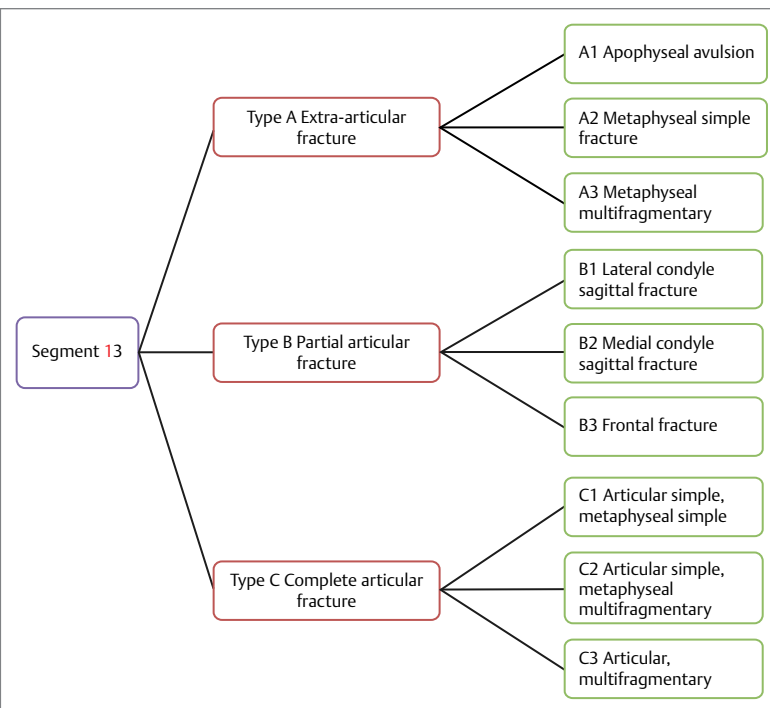 Segment 13
Type A Extra-articular
fracture
A1 Apophyseal avulsion
A2 Metaphyseal simple
fracture
A3 Metaphyseal
multifragmentary
Type B Partial articular
fracture
B1 Lateral condyle
sagittal fracture
B2 Medial condyle
sagittal fracture
B3 Frontal fracture
Type C Complete articular
fracture
C1 Articular simple,
metaphyseal simple
C2 Articular simple,
metaphyseal
multifragmentary
C3 Articular,
multifragmentary